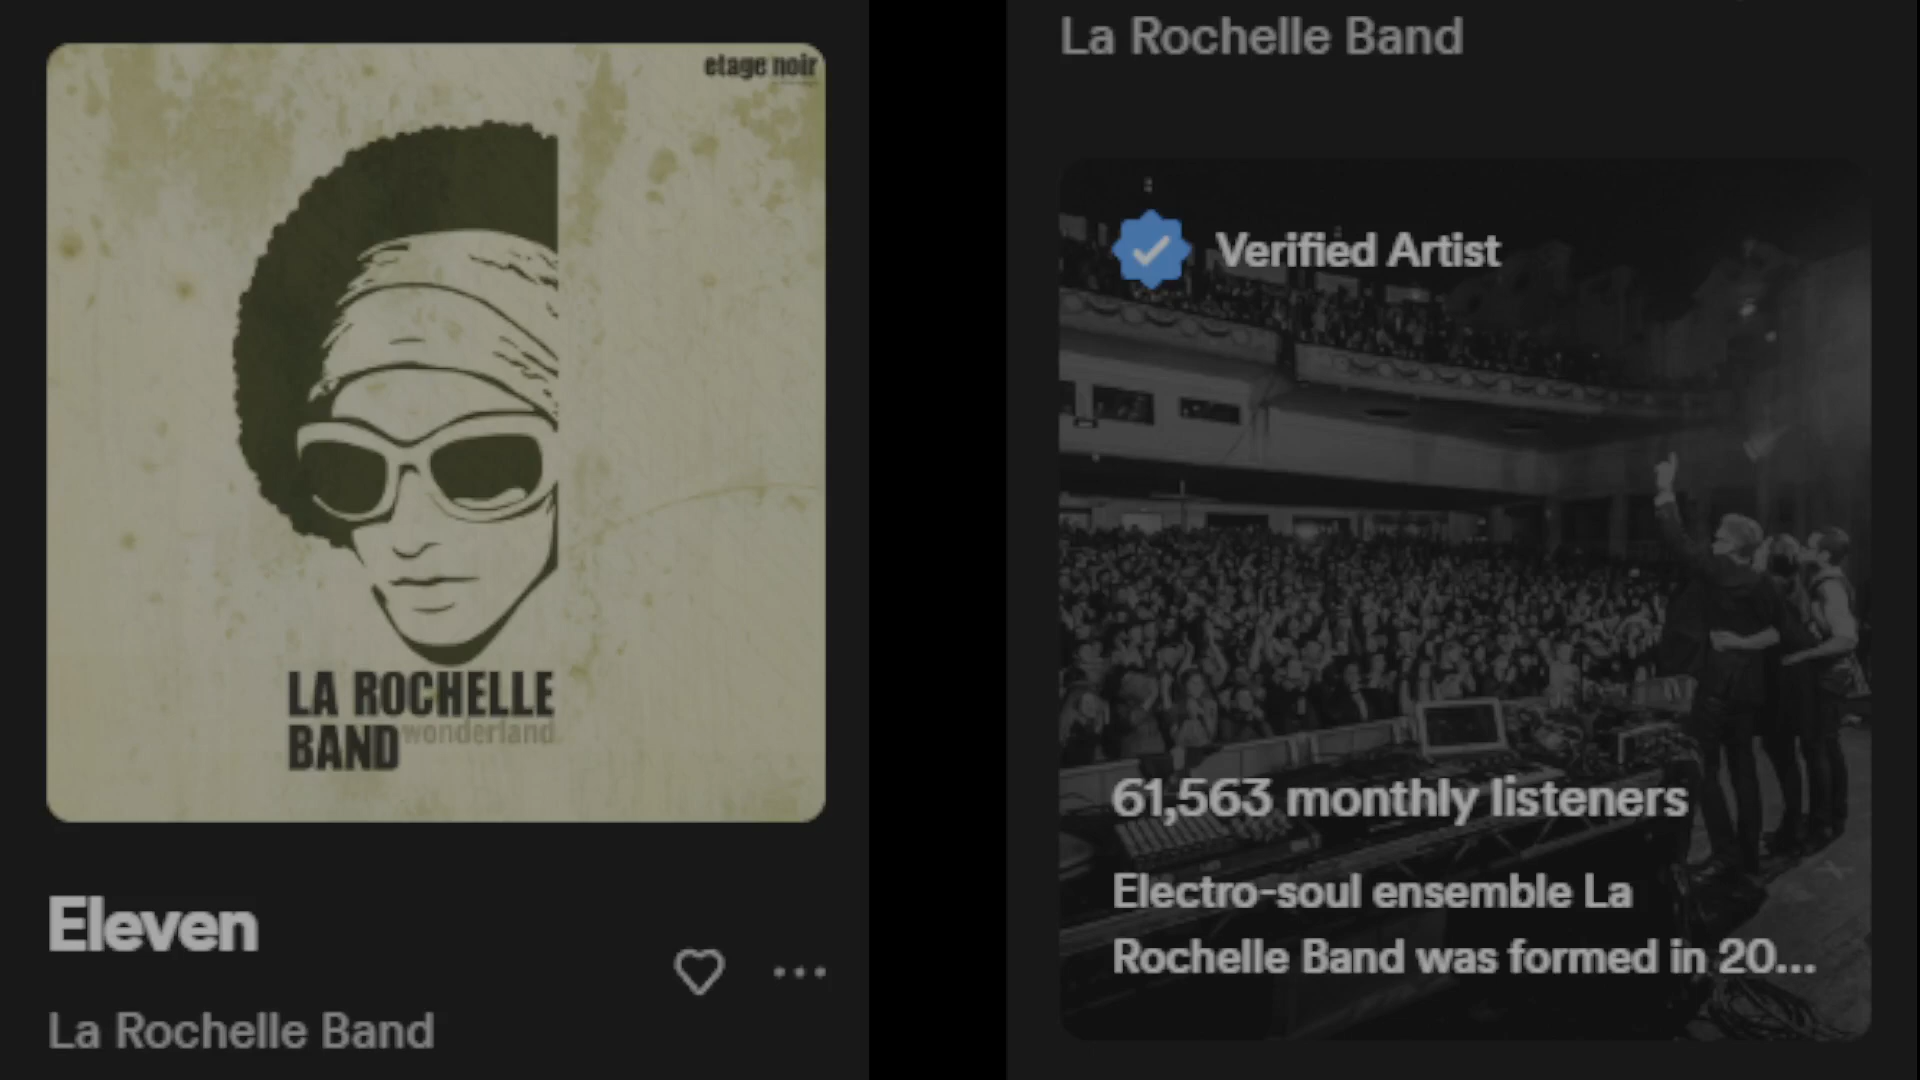 etage noir
LA ROCHELLE
BAND wonderland
Eleven
La Rochelle Band
La Rochelle Band
Verified Artist
61,563 monthly listeners
Electro-soul ensemble La
Rochelle Band was formed in 20...